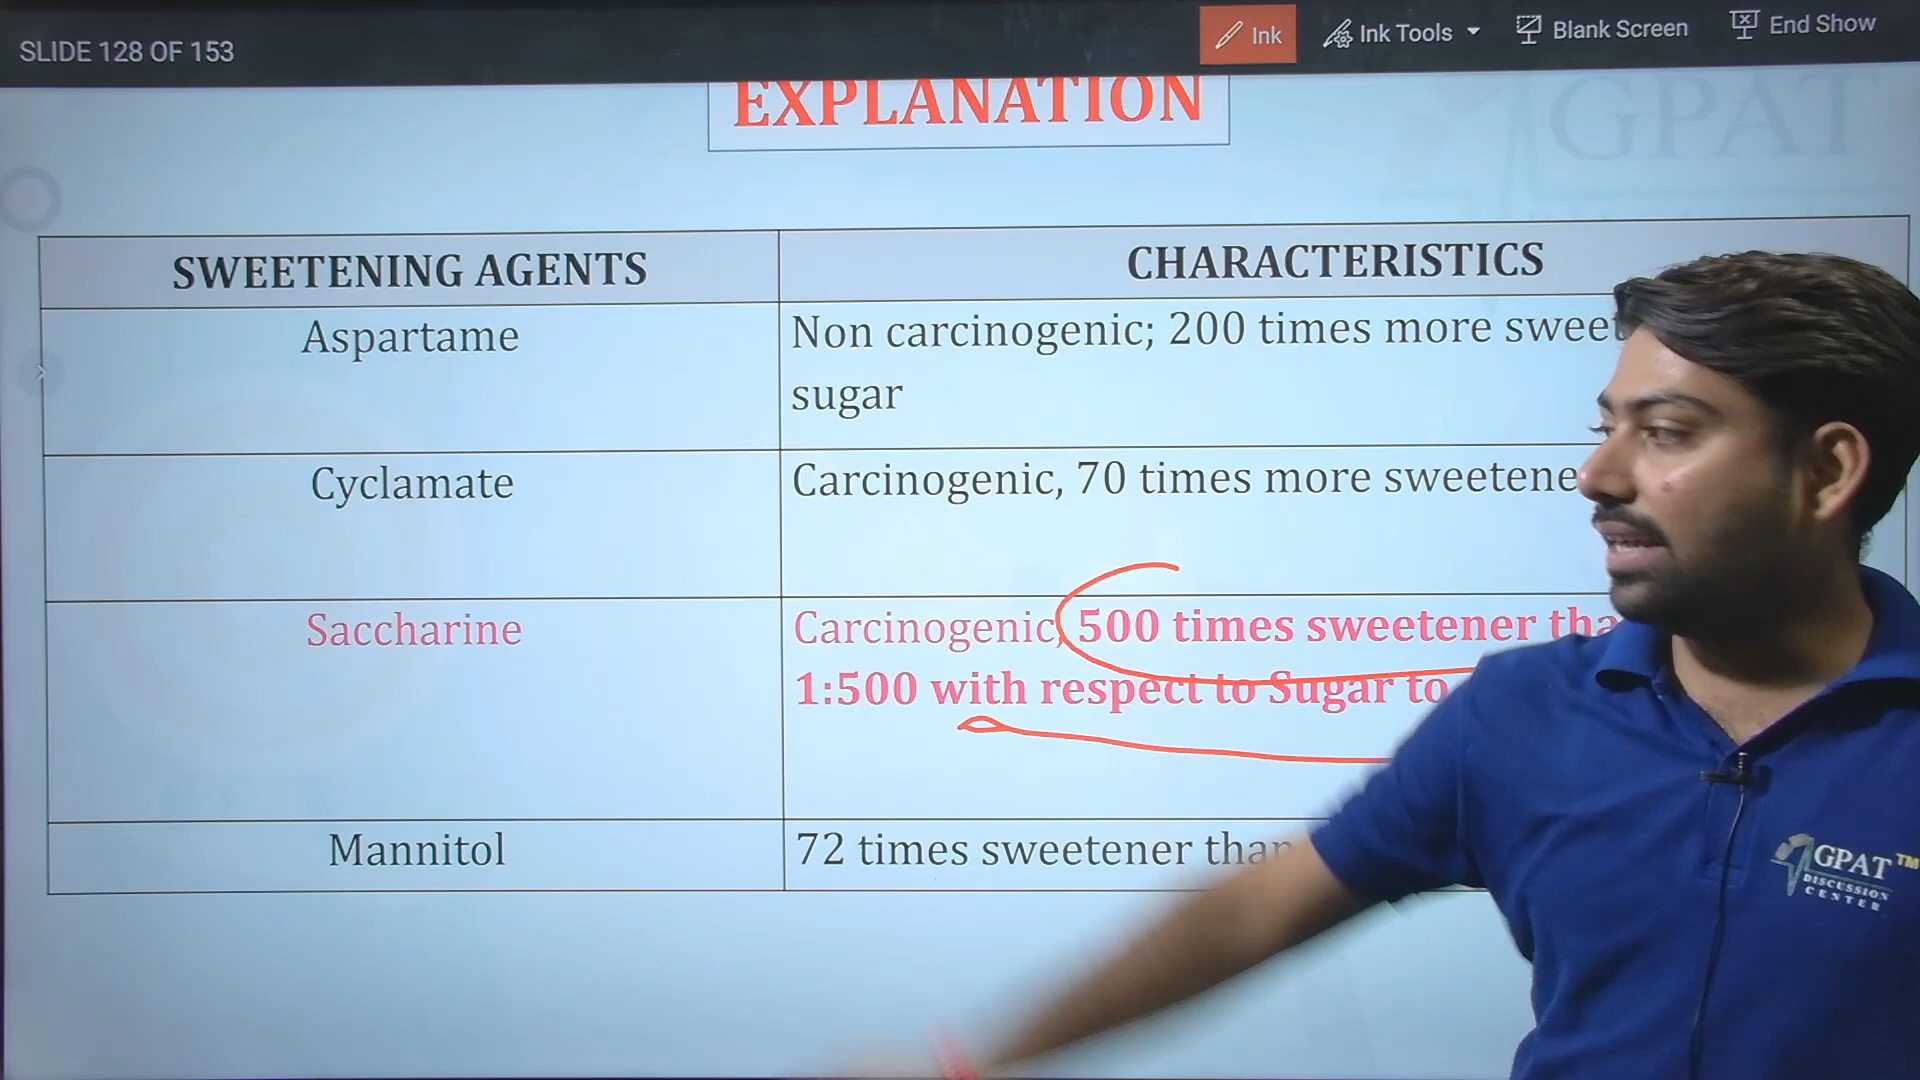 SLIDE 128 OF 153
Ink
Ink Tools
Blank Screen
End Show
EXPLANATION
GPAT
SWEETENING AGENTS
CHARACTERISTICS
Aspartame
Non carcinogenic; 200 times more sweet
sugar
Cyclamate
Carcinogenic, 70 times more sweetene
Saccharine
Carcinogenic, 500 times sweetener tha
1:500 with respect to Sugar to
Mannitol
72 times sweetener than
GPAT TM
DISCUSSION
CENTER